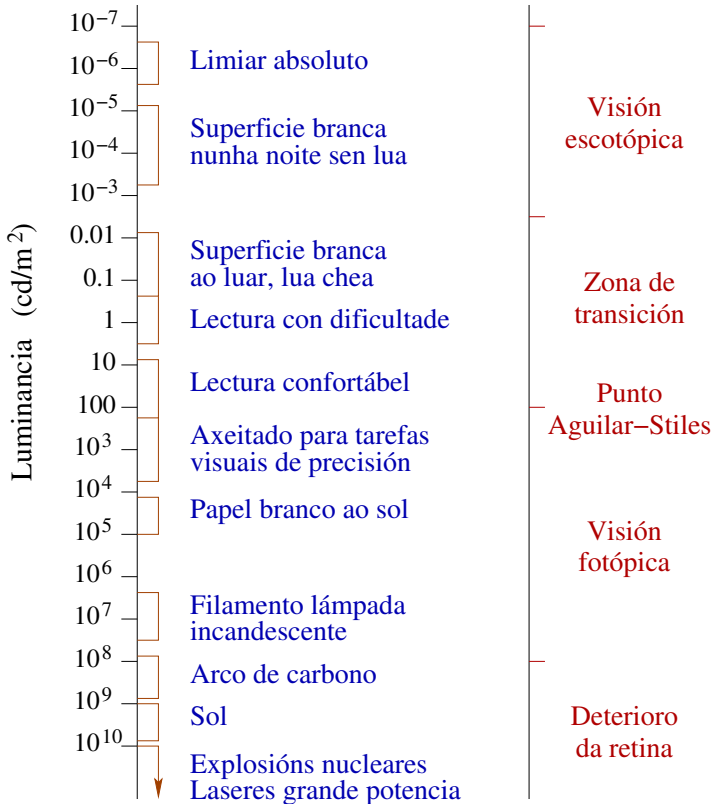 Luminancia (cd/m²)
10⁻⁷
10⁻⁶
10⁻⁵
10⁻⁴
10⁻³
0.01
0.1
1
10
100
10³
10⁴
10⁵
10⁶
10⁷
10⁸
10⁹
10¹⁰
Limiar absoluto
Superficie branca
nunha noite sen lua
Superficie branca
ao luar, lua chea
Lectura con dificultade
Lectura confortábel
Axeitado para tarefas
visuais de precisión
Papel branco ao sol
Filamento lámpada
incandescente
Arco de carbono
Sol
Explosións nucleares
Laseres grande potencia
Visión
escotópica
Zona de
transición
Punto
Aguilar−Stiles
Visión
fotópica
Deterioro
da retina